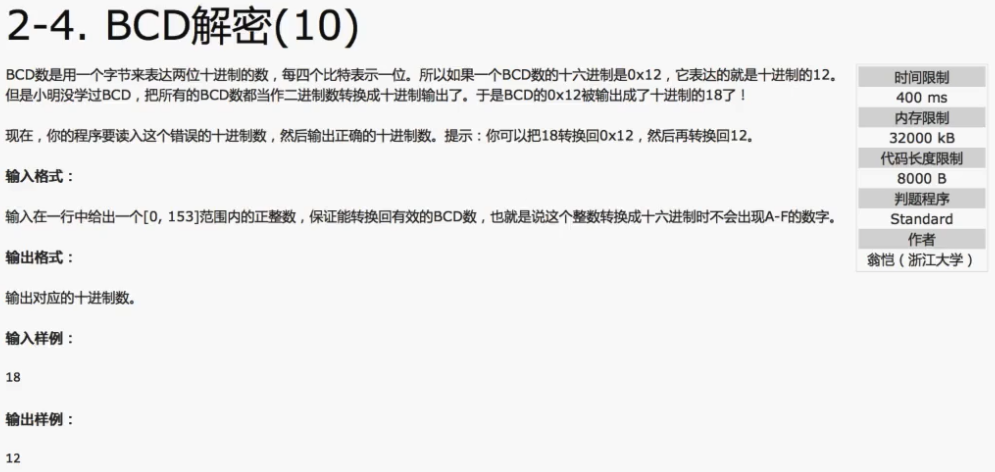 2-4. BCD解密(10)
BCD数是用一个字节来表达两位十进制的数，每四个比特表示一位。所以如果一个BCD数的十六进制是0x12，它表达的就是十进制的12。
但是小明没学过BCD，把所有的BCD数都当作二进制数转换成十进制输出了。于是BCD的0x12被输出成了十进制的18了！
现在，你的程序要读入这个错误的十进制数，然后输出正确的十进制数。提示：你可以把18转换回0x12，然后再转换回12。
输入格式：
输入在一行中给出一个[0, 153]范围内的正整数，保证能转换回有效的BCD数，也就是说这个整数转换成十六进制时不会出现A-F的数字。
输出格式：
输出对应的十进制数。
输入样例：
18
输出样例：
12
时间限制
400 ms
内存限制
32000 kB
代码长度限制
8000 B
判题程序
Standard
作者
翁恺（浙江大学）